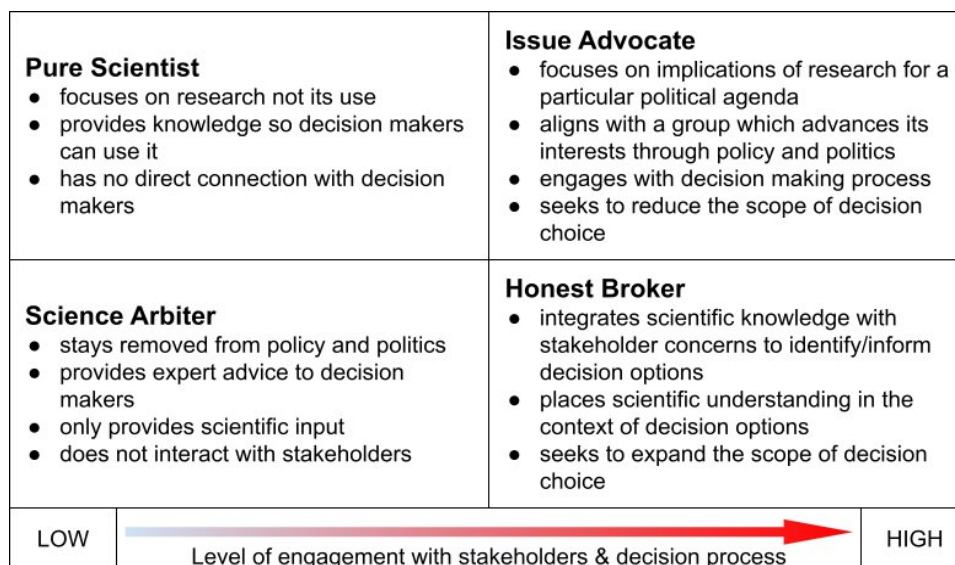 Pure Scientist
● focuses on research not its use
● provides knowledge so decision makers
can use it
● has no direct connection with decision
makers
Issue Advocate
● focuses on implications of research for a
particular political agenda
● aligns with a group which advances its
interests through policy and politics
● engages with decision making process
● seeks to reduce the scope of decision
choice
Science Arbiter
● stays removed from policy and politics
● provides expert advice to decision
makers
● only provides scientific input
● does not interact with stakeholders
Honest Broker
● integrates scientific knowledge with
stakeholder concerns to identify/inform
decision options
● places scientific understanding in the
context of decision options
● seeks to expand the scope of decision
choice
LOW
Level of engagement with stakeholders & decision process
HIGH